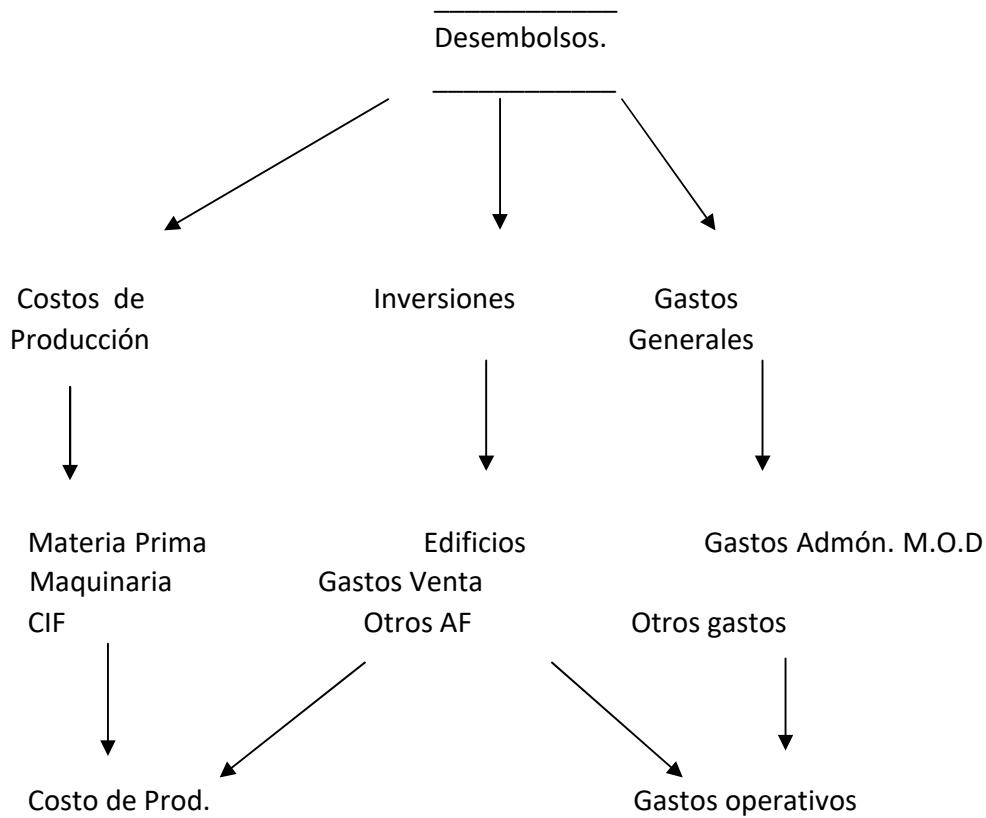 Desembolsos.
Costos de Inversiones Gastos
Producción Generales
Materia Prima Edificios Gastos Admón. M.O.D
Maquinaria Gastos Venta
CIF Otros AF Otros gastos
Costo de Prod. Gastos operativos